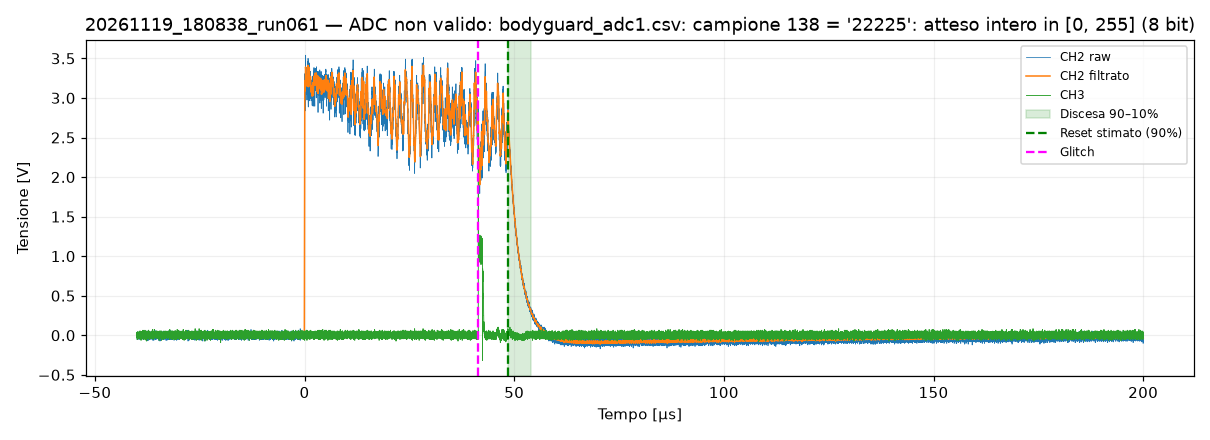 20261119_180838_run061 — ADC non valido: bodyguard_adc1.csv: campione 138 = '22225': atteso intero in [0, 255] (8 bit)
Tensione [V]
3.5
3.0
2.5
2.0
1.5
1.0
0.5
0.0
−0.5
CH2 raw
CH2 filtrato
CH3
Discesa 90–10%
Reset stimato (90%)
Glitch
−50
0
50
100
150
200
Tempo [µs]